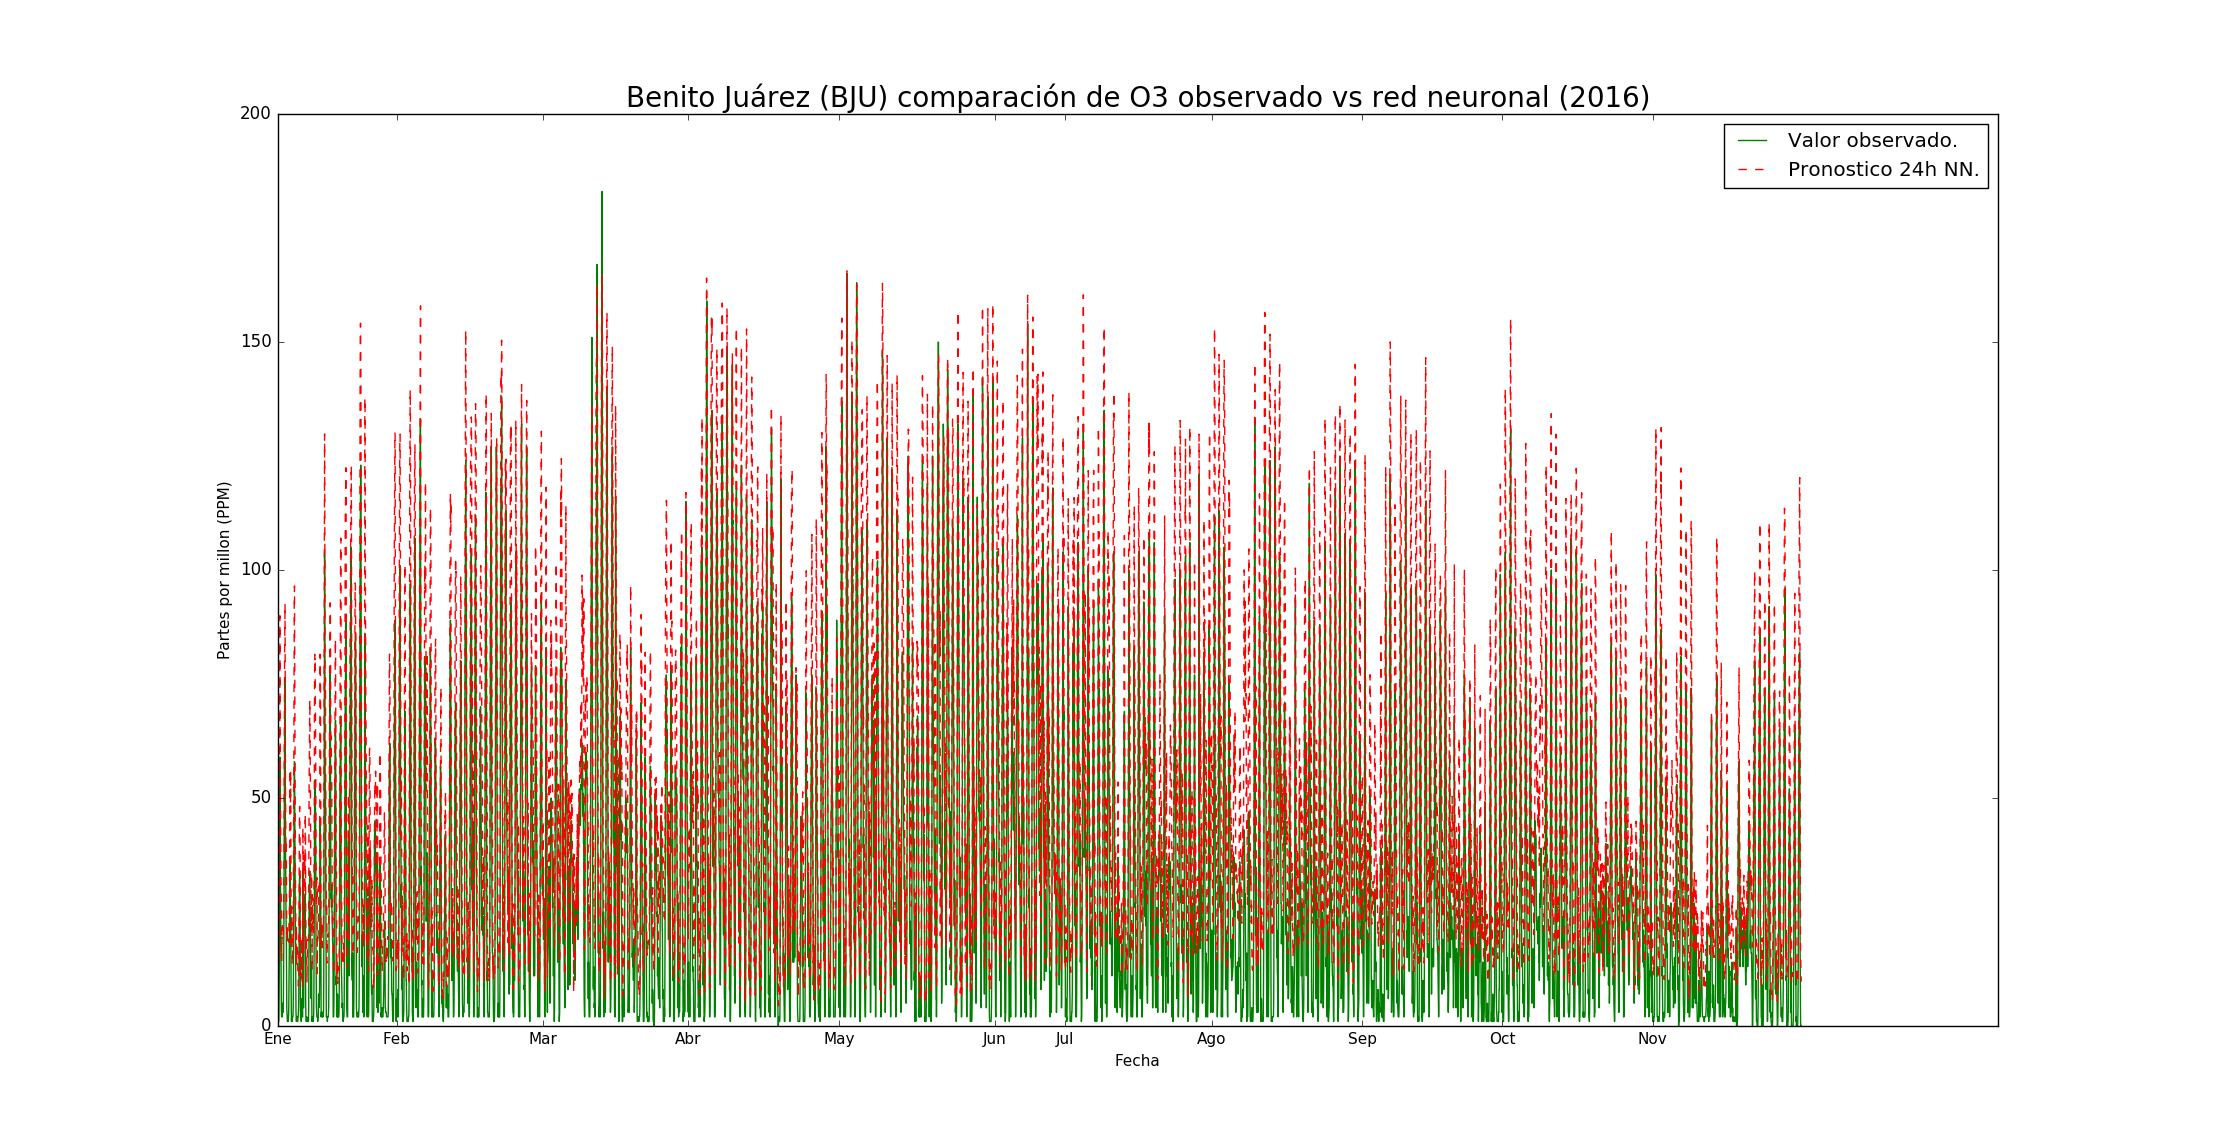 Benito Juárez (BJU) comparación de O3 observado vs red neuronal (2016)
Valor observado.
Pronostico 24h NN.
Partes por millon (PPM)
200
150
100
50
0
Ene Feb Mar Abr May Jun Jul Ago Sep Oct Nov
Fecha